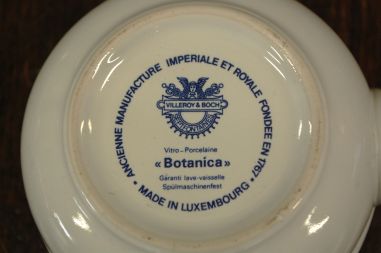 ANCIENNE MANUFACTURE IMPERIALE ET ROYALE FONDEE EN 1767
VILLEROY & BOCH
Vitro-Porcelaine
«Botanica»
Garanti lave-vaisselle
Spülmaschinenfest
• MADE IN LUXEMBOURG •